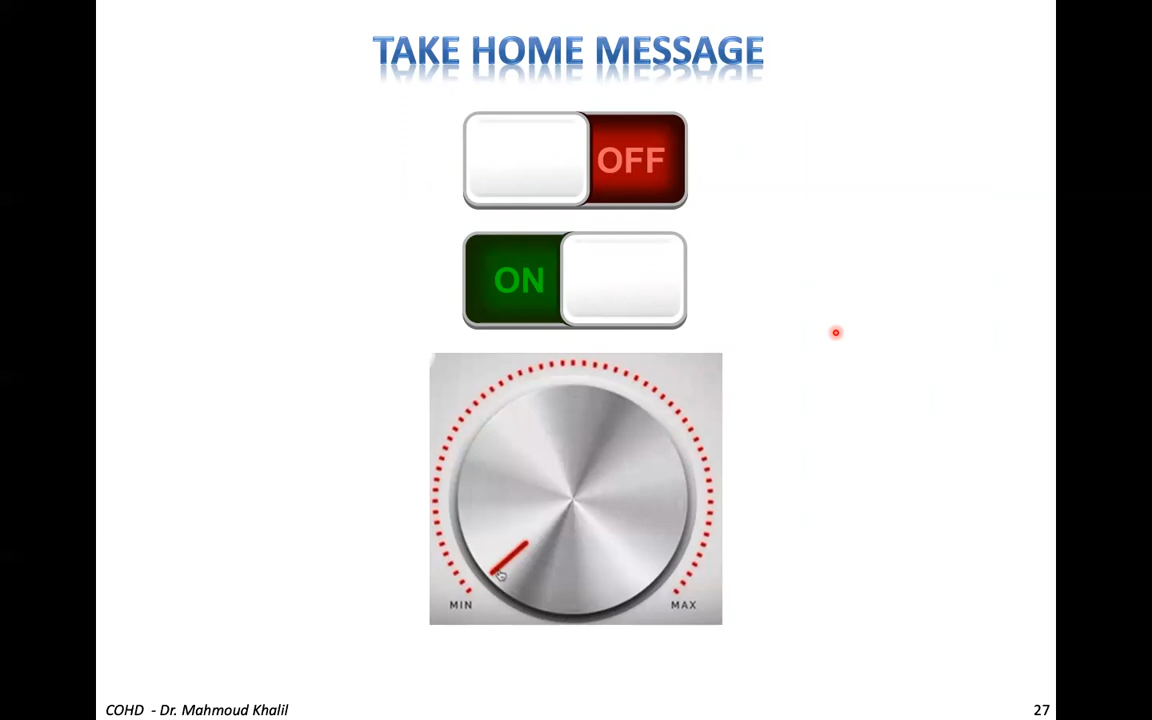 TAKE HOME MESSAGE
OFF
ON
MIN MAX
COHD - Dr. Mahmoud Khalil 27